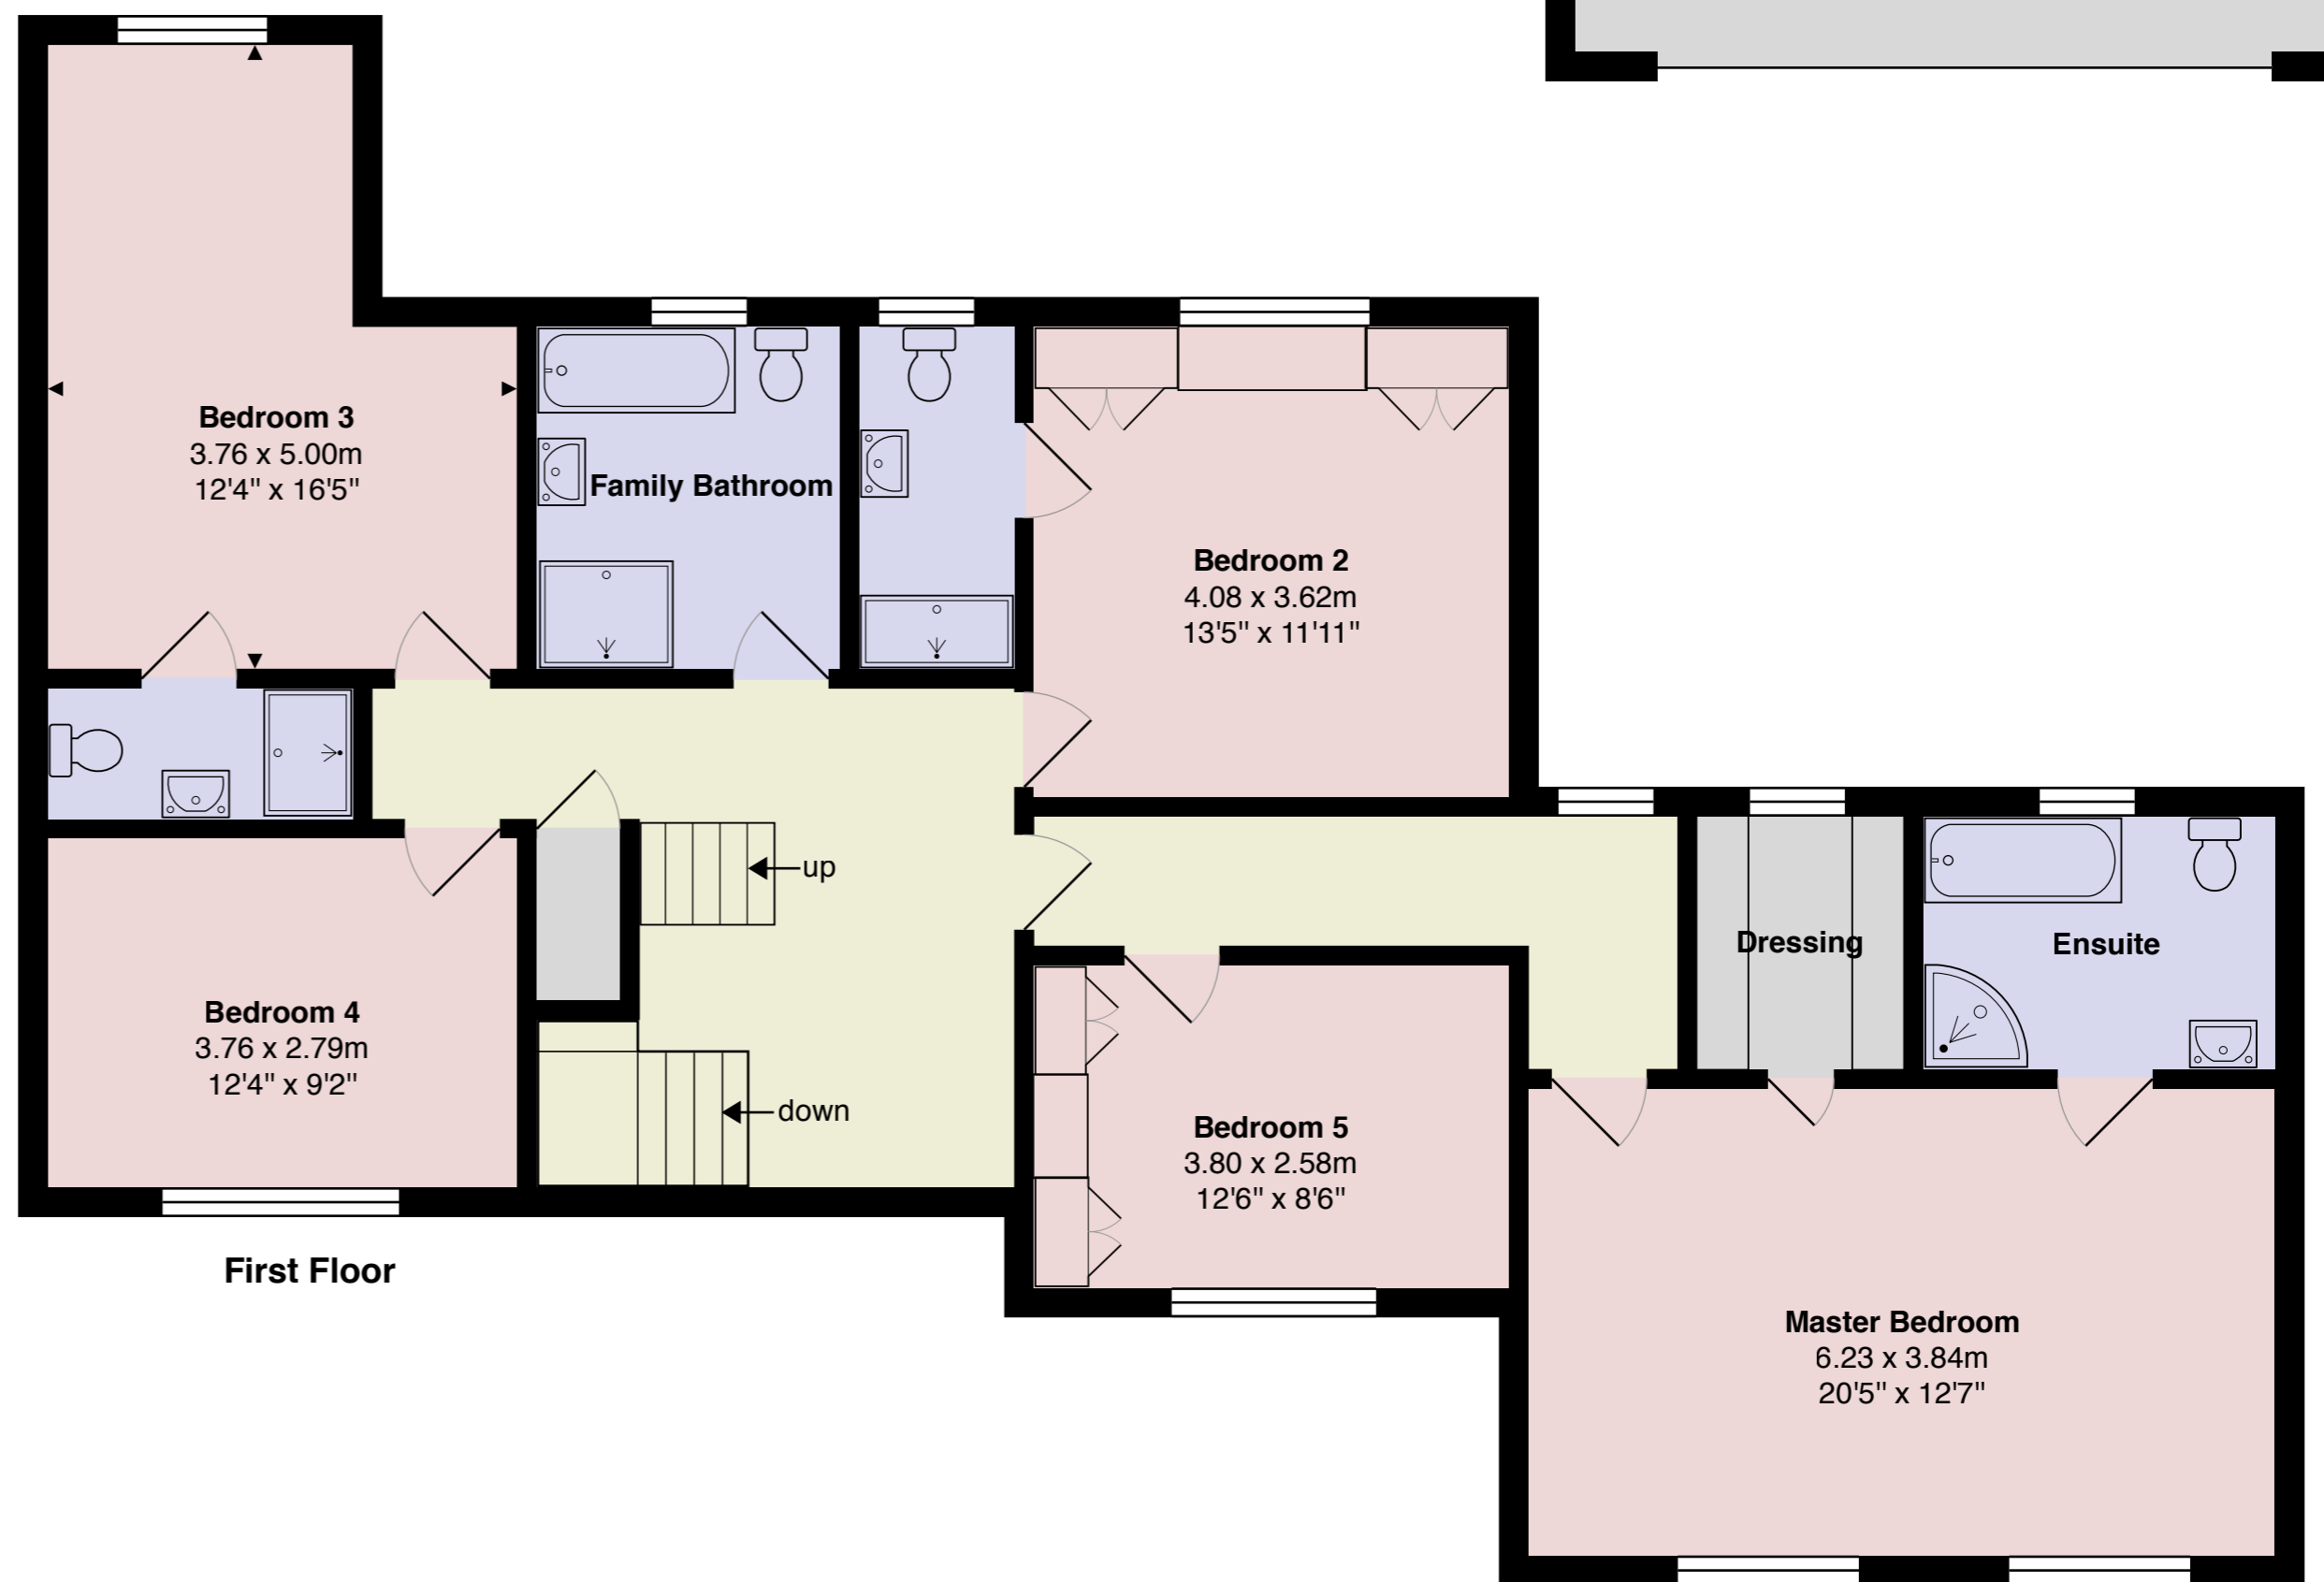 Bedroom 3
3.76 x 5.00m
12'4" x 16'5"
Family Bathroom
Bedroom 2
4.08 x 3.62m
13'5" x 11'11"
up
Dressing
Ensuite
Bedroom 4
3.76 x 2.79m
12'4" x 9'2"
down
Bedroom 5
3.80 x 2.58m
12'6" x 8'6"
First Floor
Master Bedroom
6.23 x 3.84m
20'5" x 12'7"